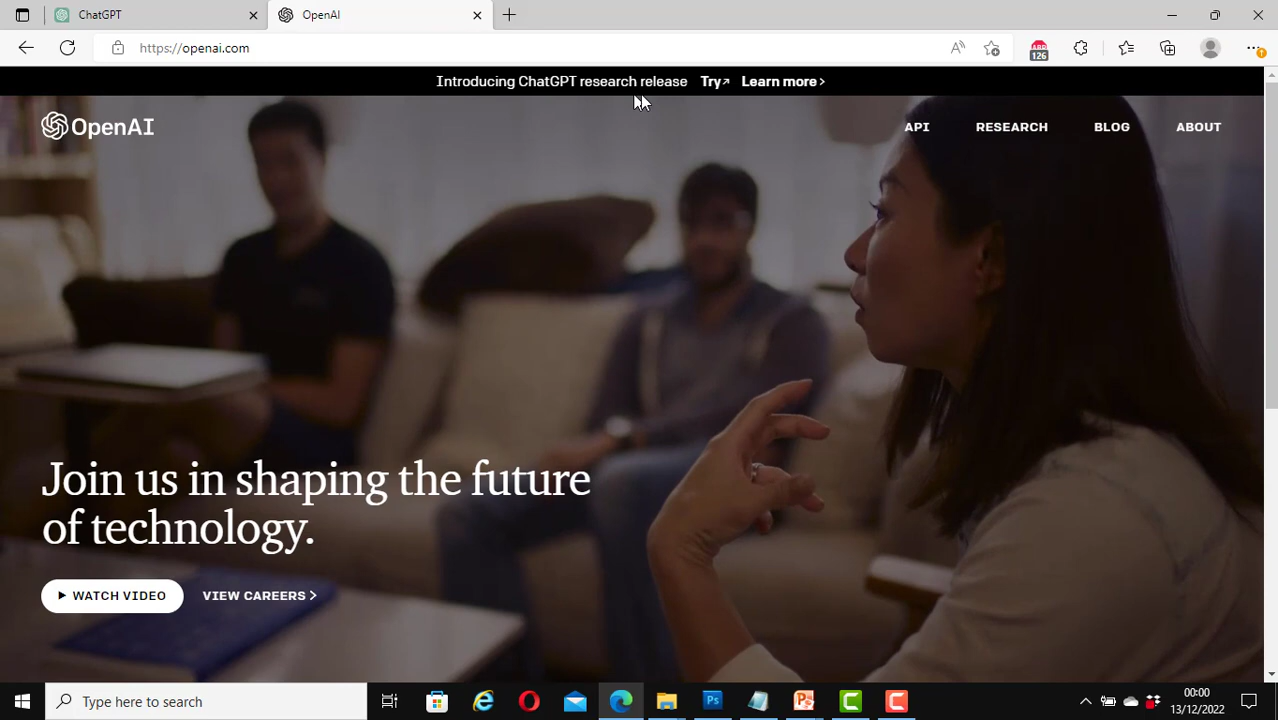 ChatGPT
OpenAI
https://openai.com
126
Introducing ChatGPT research release Try↗ Learn more >
OpenAI
API RESEARCH BLOG ABOUT
Join us in shaping the future
of technology.
WATCH VIDEO VIEW CAREERS >
Type here to search
00:00
13/12/2022